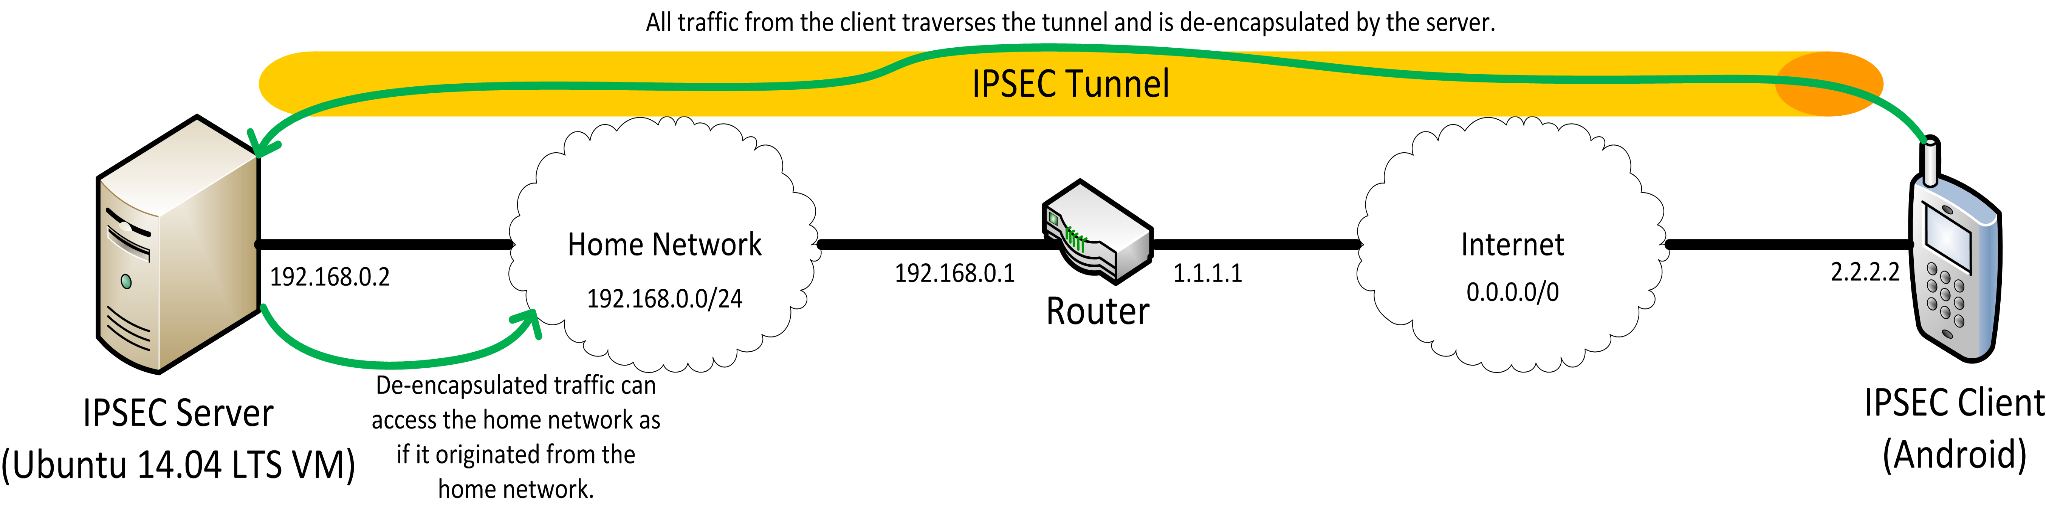 All traffic from the client traverses the tunnel and is de-encapsulated by the server.
IPSEC Tunnel
Home Network
192.168.0.0/24
Internet
0.0.0.0/0
192.168.0.2
192.168.0.1
1.1.1.1
2.2.2.2
Router
De-encapsulated traffic can
access the home network as
if it originated from the
home network.
IPSEC Server
(Ubuntu 14.04 LTS VM)
IPSEC Client
(Android)